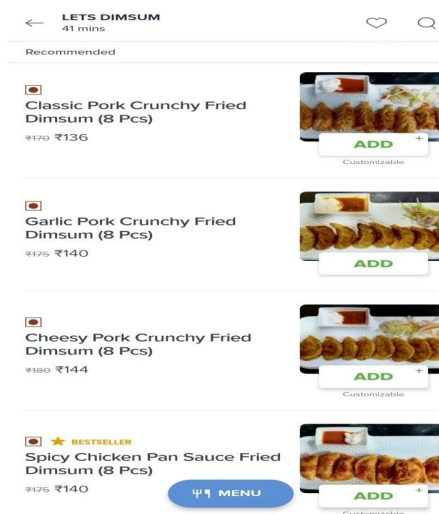 LETS DIMSUM
41 mins
Recommended
Classic Pork Crunchy Fried
Dimsum (8 Pcs)
₹170 ₹136
ADD +
Customizable
Garlic Pork Crunchy Fried
Dimsum (8 Pcs)
₹175 ₹140
ADD
Cheesy Pork Crunchy Fried
Dimsum (8 Pcs)
₹180 ₹144
ADD +
Customizable
BESTSELLER
Spicy Chicken Pan Sauce Fried
Dimsum (8 Pcs)
₹175 ₹140
MENU
ADD +
Customizable